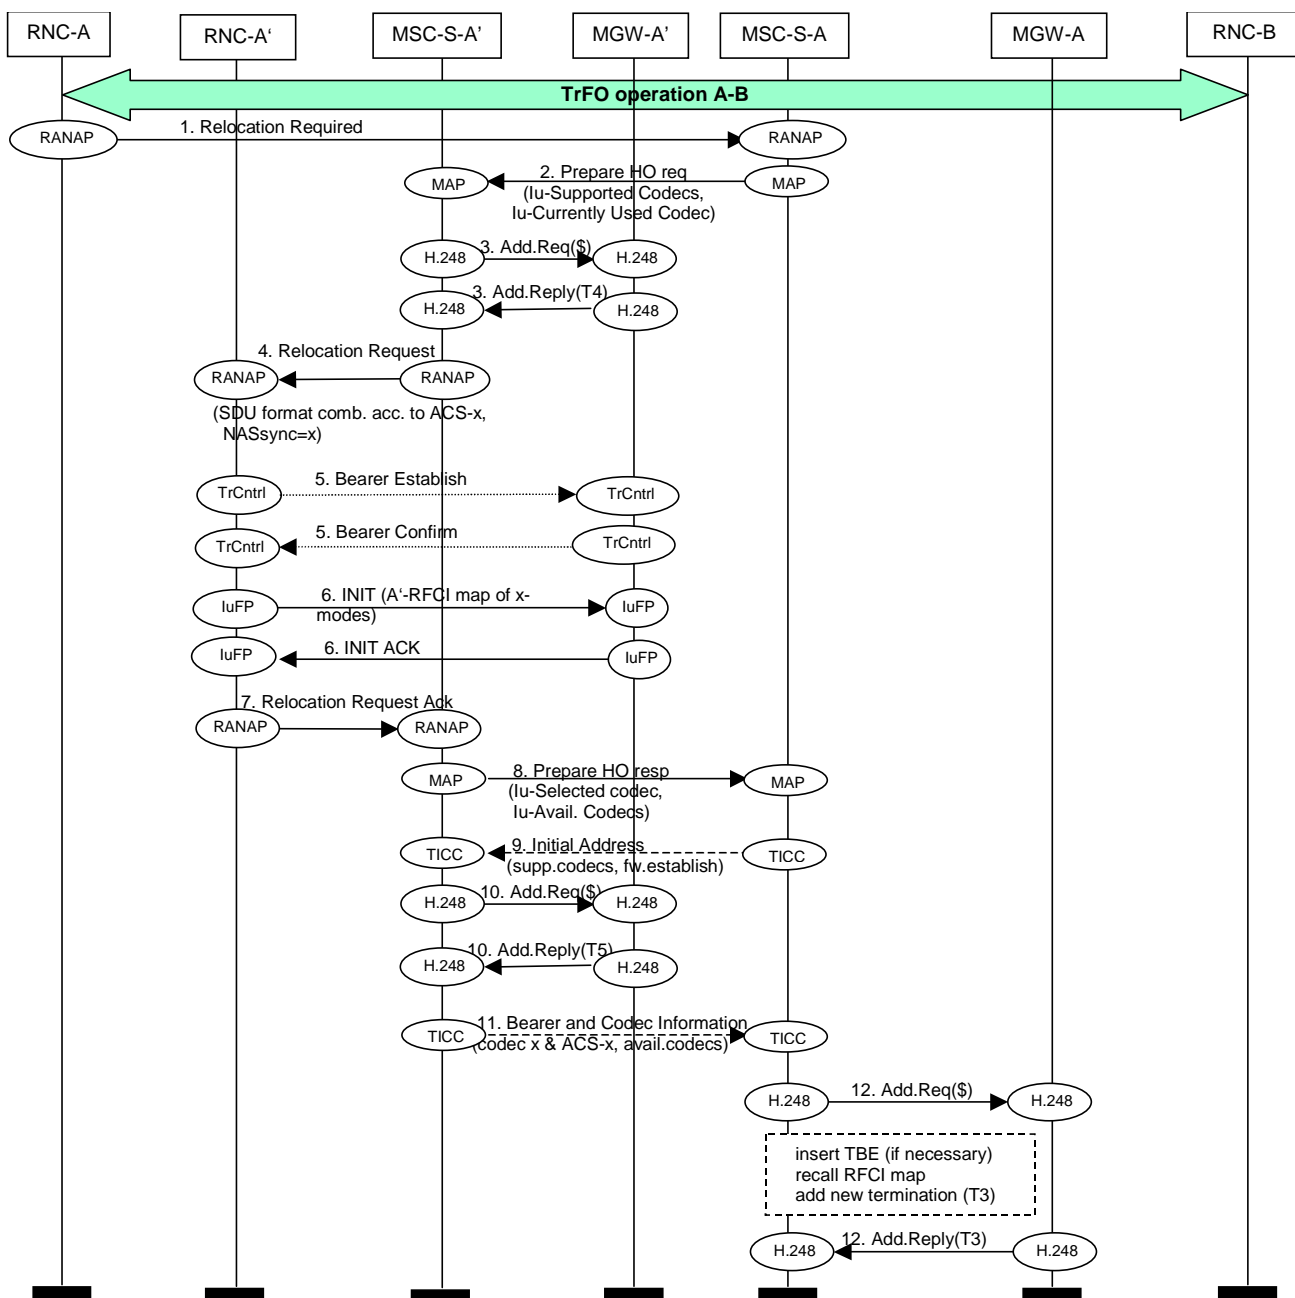 RNC-A
RNC-A‘
MSC-S-A’
MGW-A’
MSC-S-A
MGW-A
RNC-B
TrFO operation A-B
RANAP
1. Relocation Required
RANAP
MAP
2. Prepare HO req
(Iu-Supported Codecs,
Iu-Currently Used Codec)
MAP
H.248
3. Add.Req($)
H.248
H.248
3. Add.Reply(T4)
H.248
4. Relocation Request
RANAP
RANAP
(SDU format comb. acc. to ACS-x,
NASsync=x)
TrCntrl
5. Bearer Establish
TrCntrl
TrCntrl
5. Bearer Confirm
TrCntrl
IuFP
6. INIT (A‘-RFCI map of x-
modes)
IuFP
IuFP
6. INIT ACK
IuFP
7. Relocation Request Ack
RANAP
RANAP
MAP
8. Prepare HO resp
(Iu-Selected codec,
Iu-Avail. Codecs)
MAP
TICC
9. Initial Address
(supp.codecs, fw.establish)
TICC
H.248
10. Add.Req($)
H.248
H.248
10. Add.Reply(T5)
H.248
TICC
11. Bearer and Codec Information
(codec x & ACS-x, avail.codecs)
TICC
H.248
12. Add.Req($)
H.248
insert TBE (if necessary)
recall RFCI map
add new termination (T3)
H.248
12. Add.Reply(T3)
H.248